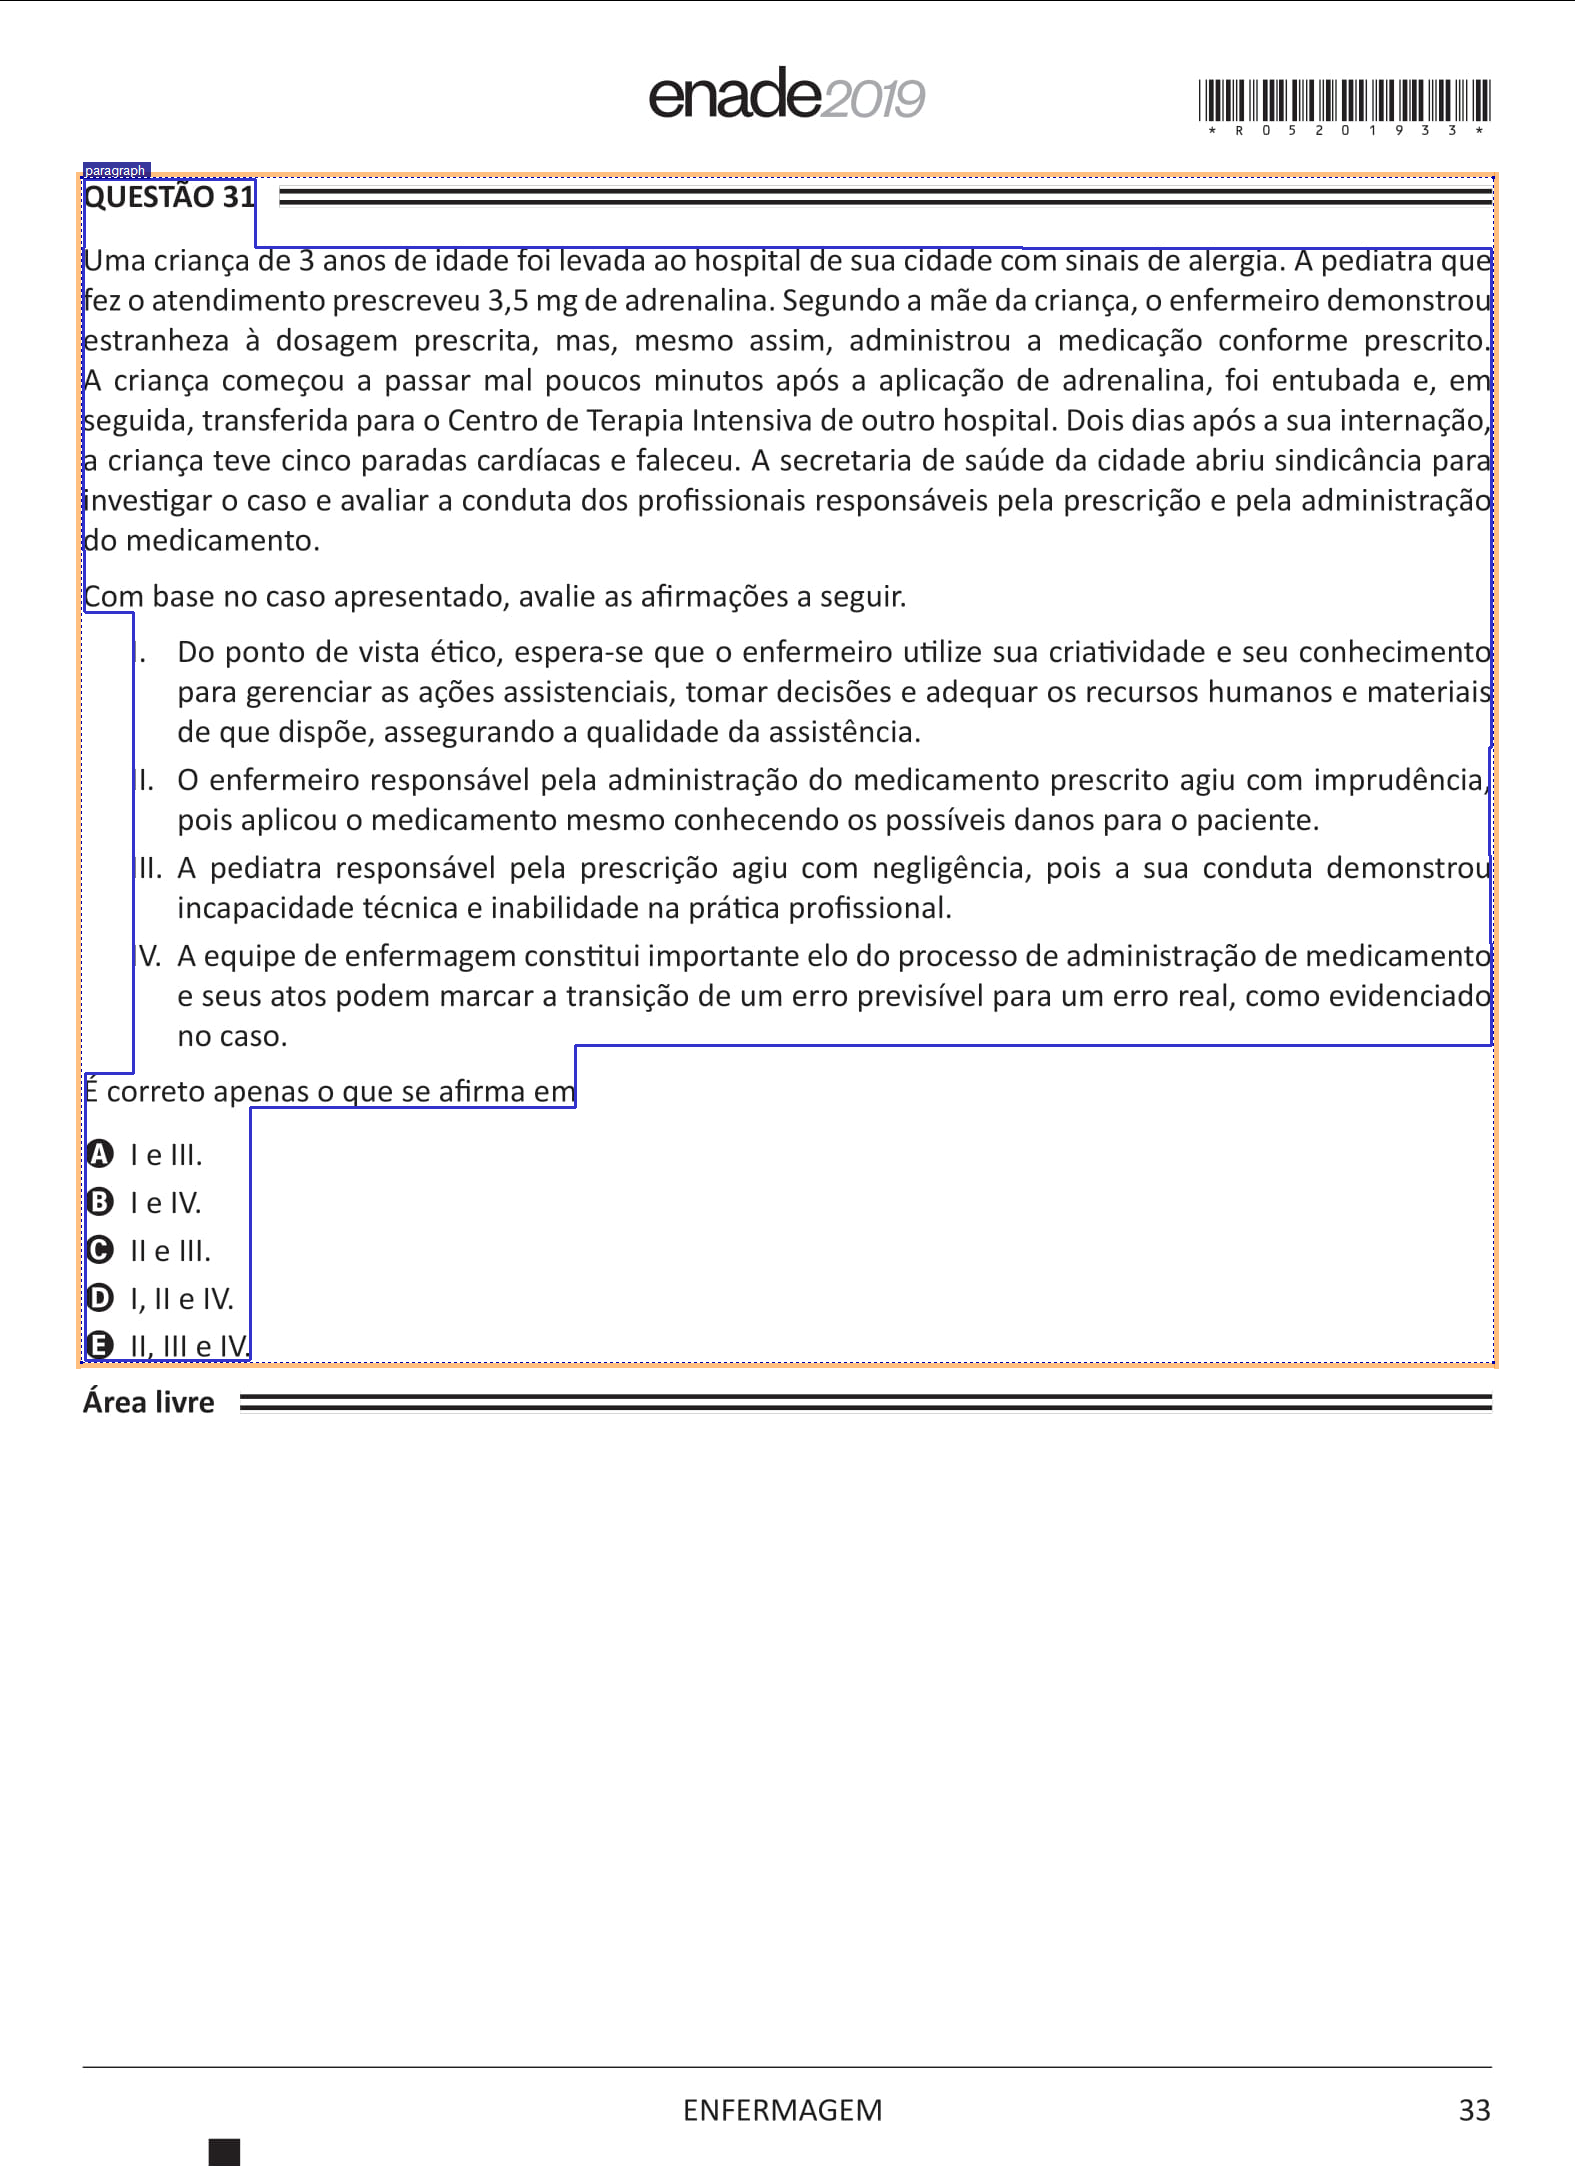 enade2019
*R05201933*
paragraph
QUESTÃO 31
Uma criança de 3 anos de idade foi levada ao hospital de sua cidade com sinais de alergia. A pediatra que
fez o atendimento prescreveu 3,5 mg de adrenalina. Segundo a mãe da criança, o enfermeiro demonstrou
estranheza à dosagem prescrita, mas, mesmo assim, administrou a medicação conforme prescrito.
A criança começou a passar mal poucos minutos após a aplicação de adrenalina, foi entubada e, em
seguida, transferida para o Centro de Terapia Intensiva de outro hospital. Dois dias após a sua internação,
a criança teve cinco paradas cardíacas e faleceu. A secretaria de saúde da cidade abriu sindicância para
investigar o caso e avaliar a conduta dos profissionais responsáveis pela prescrição e pela administração
do medicamento.
Com base no caso apresentado, avalie as afirmações a seguir.
I. Do ponto de vista ético, espera-se que o enfermeiro utilize sua criatividade e seu conhecimento
para gerenciar as ações assistenciais, tomar decisões e adequar os recursos humanos e materiais
de que dispõe, assegurando a qualidade da assistência.
II. O enfermeiro responsável pela administração do medicamento prescrito agiu com imprudência,
pois aplicou o medicamento mesmo conhecendo os possíveis danos para o paciente.
III. A pediatra responsável pela prescrição agiu com negligência, pois a sua conduta demonstrou
incapacidade técnica e inabilidade na prática profissional.
IV. A equipe de enfermagem constitui importante elo do processo de administração de medicamento
e seus atos podem marcar a transição de um erro previsível para um erro real, como evidenciado
no caso.
É correto apenas o que se afirma em
A I e III.
B I e IV.
C II e III.
D I, II e IV.
E II, III e IV.
Área livre
ENFERMAGEM
33